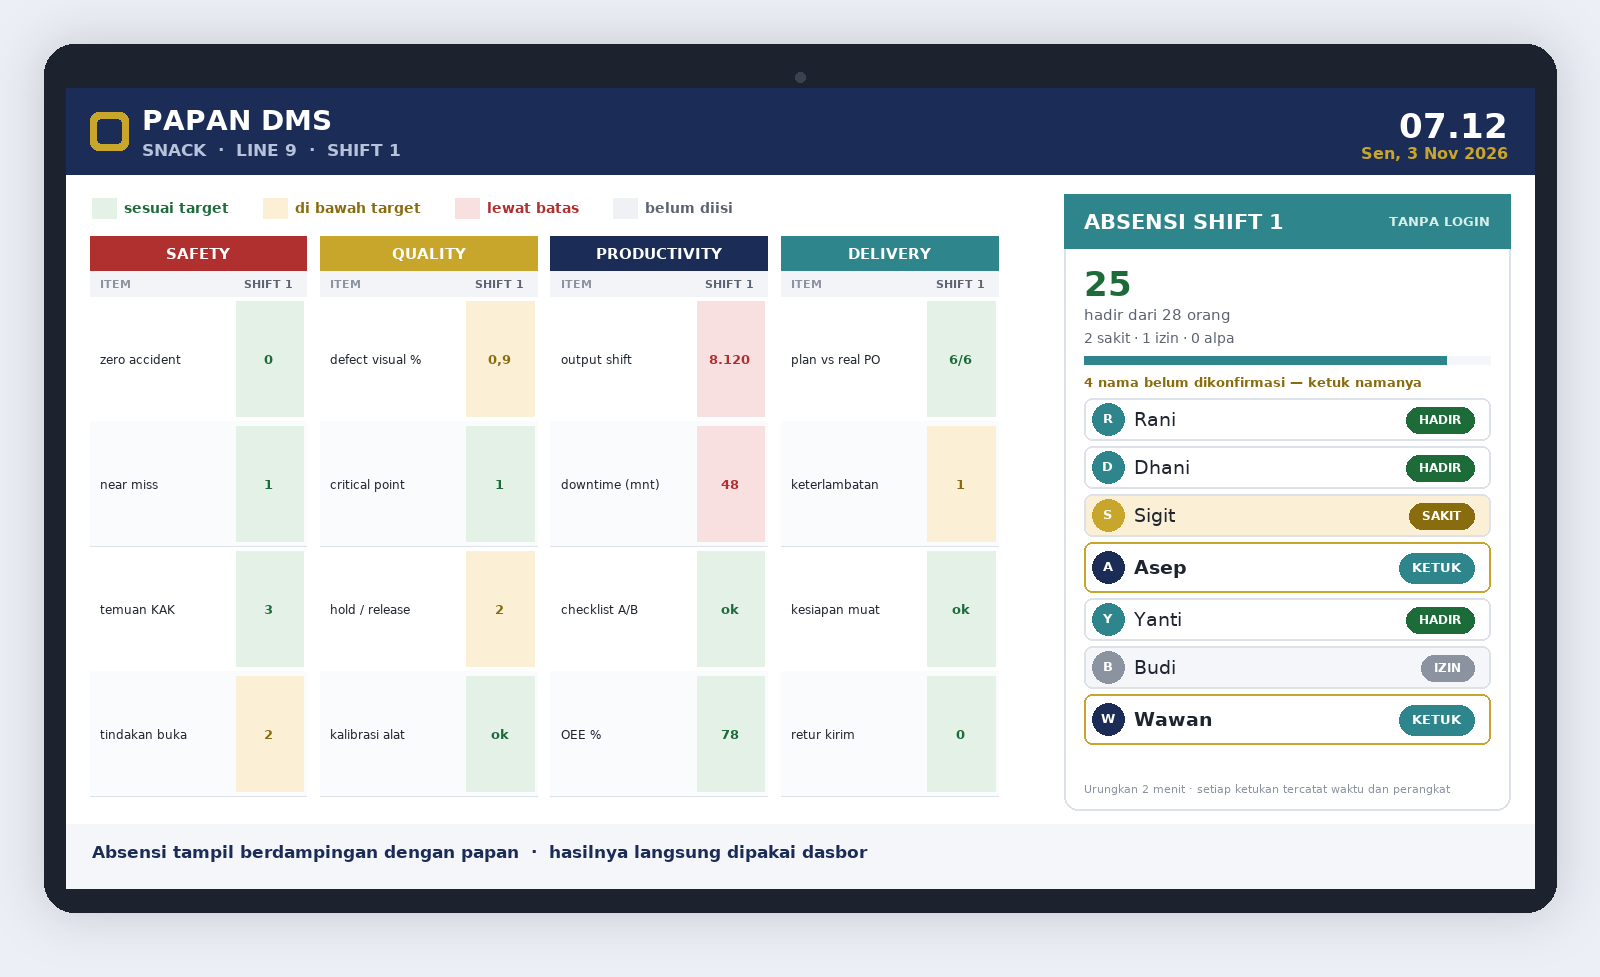 PAPAN DMS
SNACK · LINE 9 · SHIFT 1
07.12
Sen, 3 Nov 2026
sesuai target di bawah target lewat batas belum diisi
SAFETY QUALITY PRODUCTIVITY DELIVERY
ITEM SHIFT 1 ITEM SHIFT 1 ITEM SHIFT 1 ITEM SHIFT 1
zero accident 0 defect visual % 0,9 output shift 8.120 plan vs real PO 6/6
near miss 1 critical point 1 downtime (mnt) 48 keterlambatan 1
temuan KAK 3 hold / release 2 checklist A/B ok kesiapan muat ok
tindakan buka 2 kalibrasi alat ok OEE % 78 retur kirim 0
ABSENSI SHIFT 1 TANPA LOGIN
25
hadir dari 28 orang
2 sakit · 1 izin · 0 alpa
4 nama belum dikonfirmasi — ketuk namanya
R Rani HADIR
D Dhani HADIR
S Sigit SAKIT
A Asep KETUK
Y Yanti HADIR
B Budi IZIN
W Wawan KETUK
Urungkan 2 menit · setiap ketukan tercatat waktu dan perangkat
Absensi tampil berdampingan dengan papan · hasilnya langsung dipakai dasbor